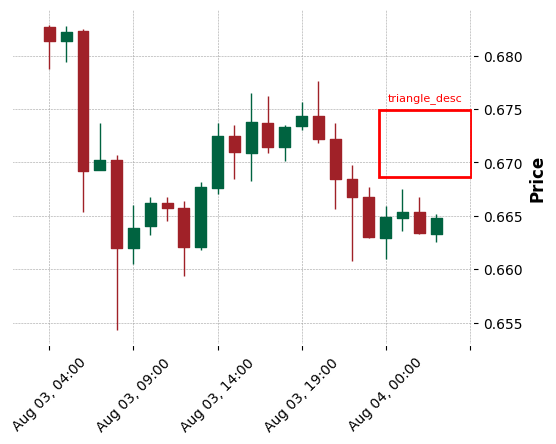 triangle_desc
0.680
0.675
0.670
0.665
0.660
0.655
Price
Aug 03, 04:00
Aug 03, 09:00
Aug 03, 14:00
Aug 03, 19:00
Aug 04, 00:00